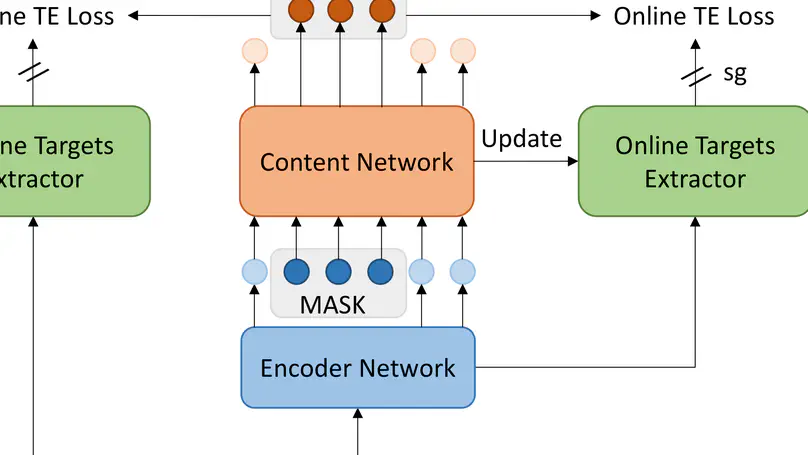 ne TE Loss
Online TE Loss
sg
ne Targets
xtractor
Content Network
Update
Online Targets
Extractor
MASK
Encoder Network